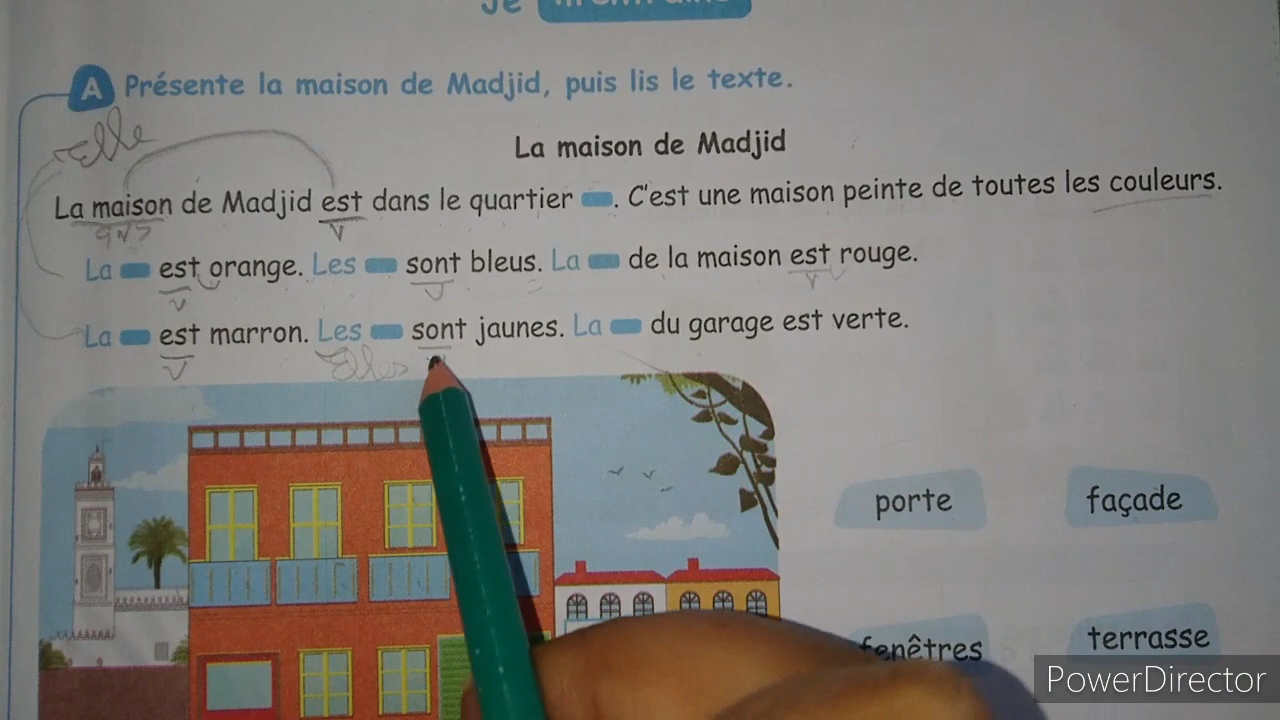 Je
A Présente la maison de Madjid, puis lis le texte.
Elle
La maison de Madjid
La maison de Madjid est dans le quartier . C'est une maison peinte de toutes les couleurs.
V
La est orange. Les sont bleus. La de la maison est rouge.
V V V
La est marron. Les sont jaunes. La du garage est verte.
V Elles
porte façade
fenêtres terrasse
PowerDirector